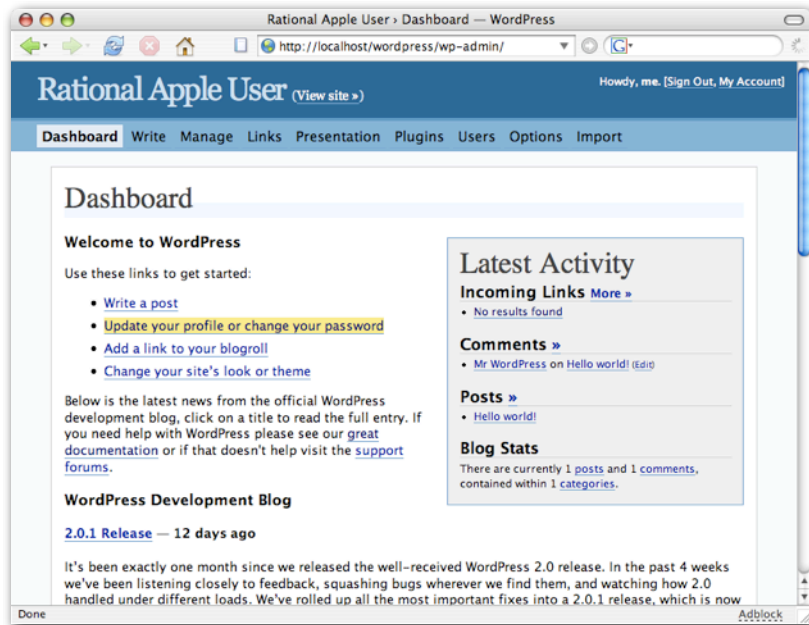 Rational Apple User › Dashboard — WordPress
http://localhost/wordpress/wp-admin/
G
Rational Apple User (View site »)
Howdy, me. [Sign Out, My Account]
Dashboard Write Manage Links Presentation Plugins Users Options Import
Dashboard
Welcome to WordPress
Use these links to get started:
• Write a post
• Update your profile or change your password
• Add a link to your blogroll
• Change your site's look or theme
Below is the latest news from the official WordPress
development blog, click on a title to read the full entry. If
you need help with WordPress please see our great
documentation or if that doesn't help visit the support
forums.
Latest Activity
Incoming Links More »
• No results found
Comments »
• Mr WordPress on Hello world! (Edit)
Posts »
• Hello world!
Blog Stats
There are currently 1 posts and 1 comments,
contained within 1 categories.
WordPress Development Blog
2.0.1 Release — 12 days ago
It's been exactly one month since we released the well-received WordPress 2.0 release. In the past 4 weeks
we've been listening closely to feedback, squashing bugs wherever we find them, and watching how 2.0
handled under different loads. We've rolled up all the most important fixes into a 2.0.1 release, which is now
Done
Adblock